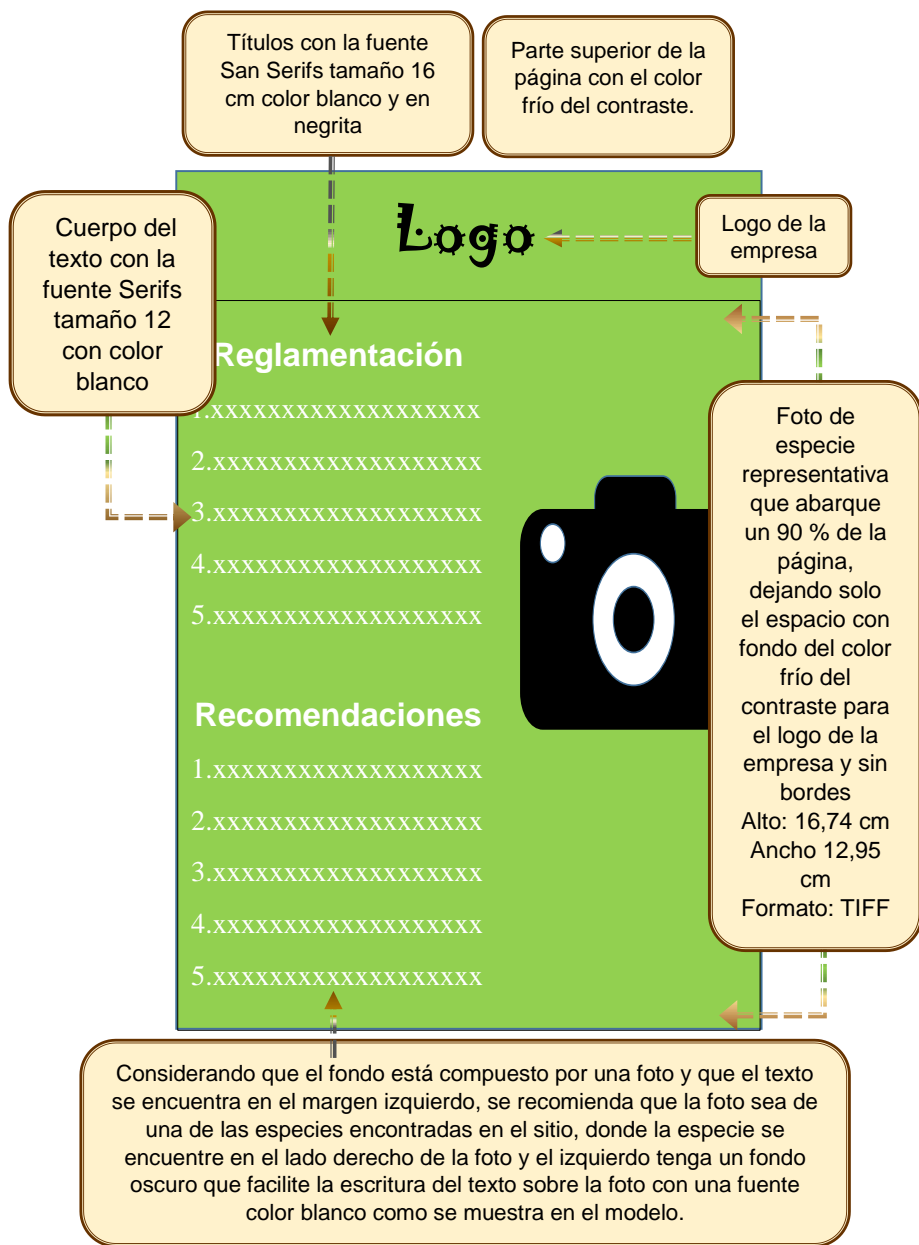 Títulos con la fuente
San Serifs tamaño 16
cm color blanco y en
negrita
Parte superior de la
página con el color
frío del contraste.
Cuerpo del
texto con la
fuente Serifs
tamaño 12
con color
blanco
Logo
Logo de la
empresa
Reglamentación
1.xxxxxxxxxxxxxxxxxxx
2.xxxxxxxxxxxxxxxxxxx
3.xxxxxxxxxxxxxxxxxxx
4.xxxxxxxxxxxxxxxxxxx
5.xxxxxxxxxxxxxxxxxxx
Recomendaciones
1.xxxxxxxxxxxxxxxxxxx
2.xxxxxxxxxxxxxxxxxxx
3.xxxxxxxxxxxxxxxxxxx
4.xxxxxxxxxxxxxxxxxxx
5.xxxxxxxxxxxxxxxxxxx
Foto de
especie
representativa
que abarque
un 90 % de la
página,
dejando solo
el espacio con
fondo del color
frío del
contraste para
el logo de la
empresa y sin
bordes
Alto: 16,74 cm
Ancho 12,95
cm
Formato: TIFF
Considerando que el fondo está compuesto por una foto y que el texto
se encuentra en el margen izquierdo, se recomienda que la foto sea de
una de las especies encontradas en el sitio, donde la especie se
encuentre en el lado derecho de la foto y el izquierdo tenga un fondo
oscuro que facilite la escritura del texto sobre la foto con una fuente
color blanco como se muestra en el modelo.